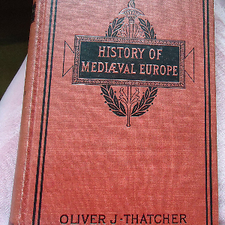 HISTORY OF
MEDIÆVAL EUROPE
OLIVER J·THATCHER